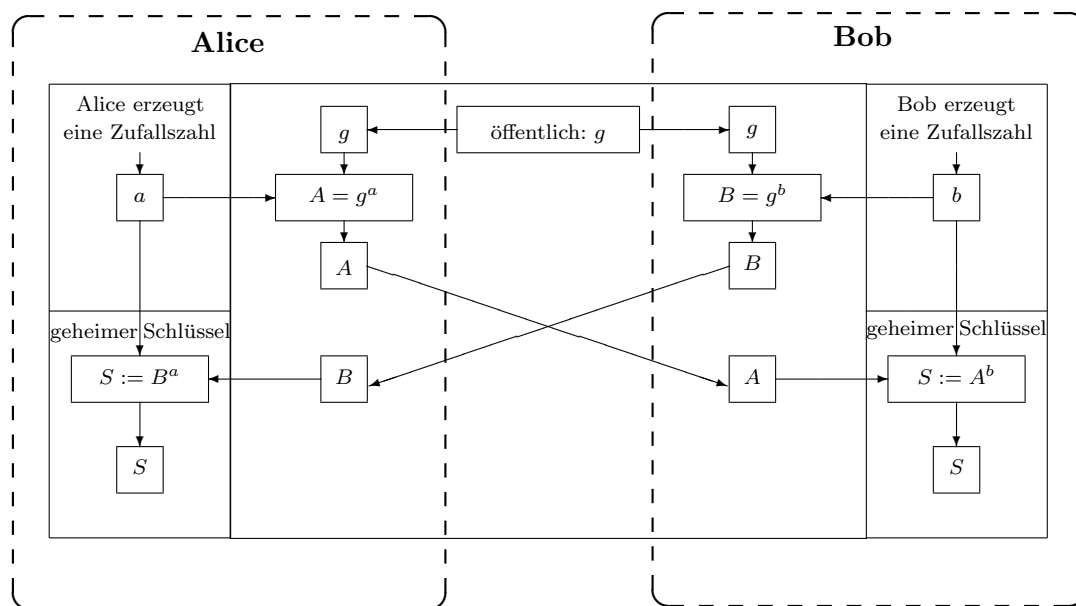 Alice
Bob
Alice erzeugt
eine Zufallszahl
g
öffentlich: g
g
Bob erzeugt
eine Zufallszahl
a
A = g^a
B = g^b
b
A
B
geheimer Schlüssel
geheimer Schlüssel
S := B^a
B
A
S := A^b
S
S